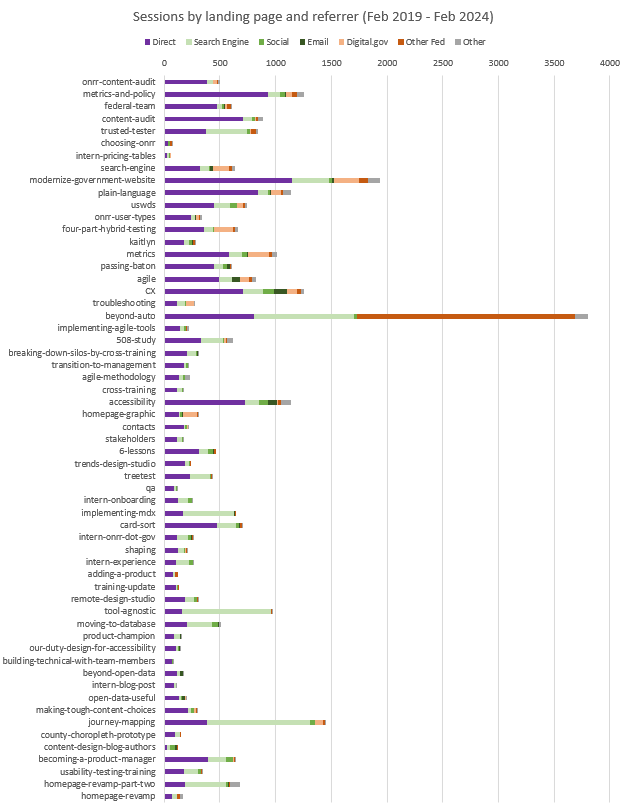 Sessions by landing page and referrer (Feb 2019 - Feb 2024)
Direct Search Engine Social Email Digital.gov Other Fed Other
0 500 1000 1500 2000 2500 3000 3500 4000
onrr-content-audit
metrics-and-policy
federal-team
content-audit
trusted-tester
choosing-onrr
intern-pricing-tables
search-engine
modernize-government-website
plain-language
uswds
onrr-user-types
four-part-hybrid-testing
kaitlyn
metrics
passing-baton
agile
CX
troubleshooting
beyond-auto
implementing-agile-tools
508-study
breaking-down-silos-by-cross-training
transition-to-management
agile-methodology
cross-training
accessibility
homepage-graphic
contacts
stakeholders
6-lessons
trends-design-studio
treetest
qa
intern-onboarding
implementing-mdx
card-sort
intern-onrr-dot-gov
shaping
intern-experience
adding-a-product
training-update
remote-design-studio
tool-agnostic
moving-to-database
product-champion
our-duty-design-for-accessibility
building-technical-with-team-members
beyond-open-data
intern-blog-post
open-data-useful
making-tough-content-choices
journey-mapping
county-choropleth-prototype
content-design-blog-authors
becoming-a-product-manager
usability-testing-training
homepage-revamp-part-two
homepage-revamp